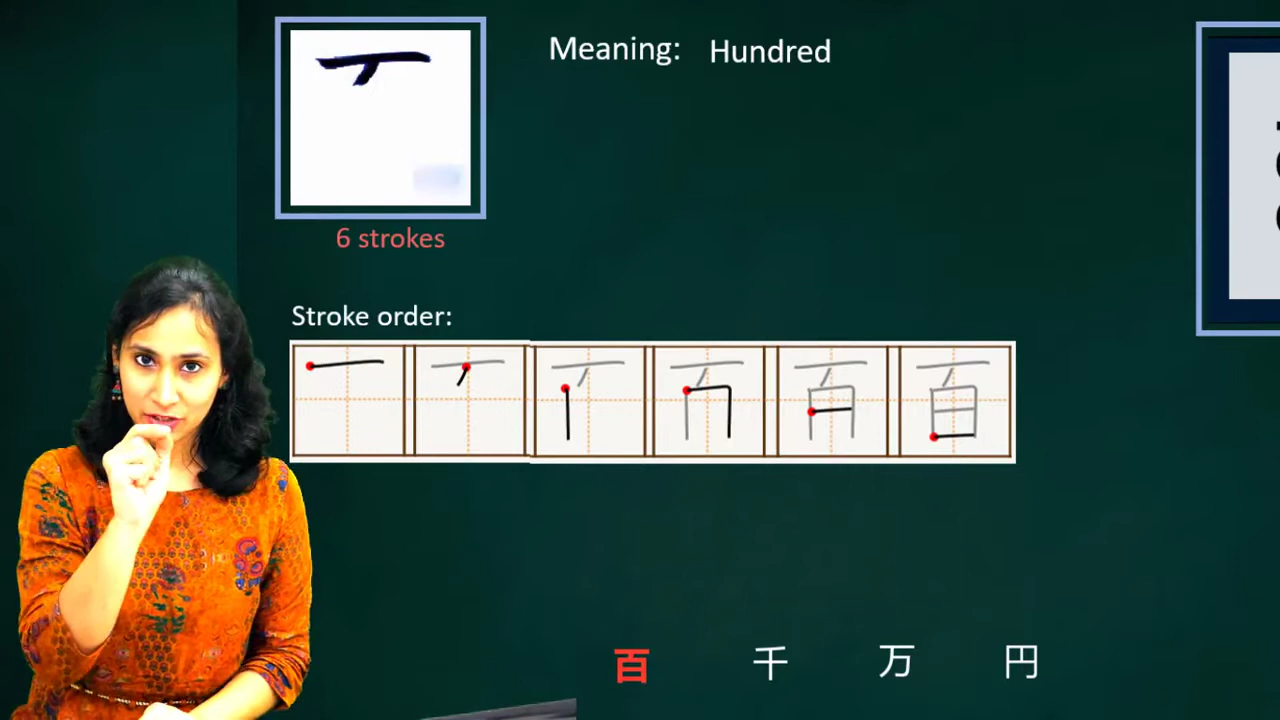 Meaning: Hundred
6 strokes
Stroke order:
百 千 万 円